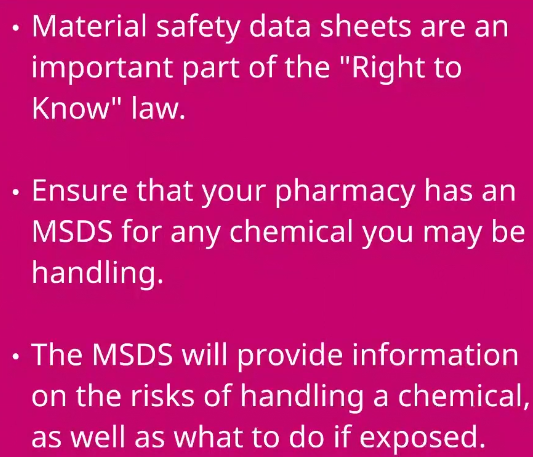 • Material safety data sheets are an
important part of the "Right to
Know" law.
• Ensure that your pharmacy has an
MSDS for any chemical you may be
handling.
• The MSDS will provide information
on the risks of handling a chemical,
as well as what to do if exposed.